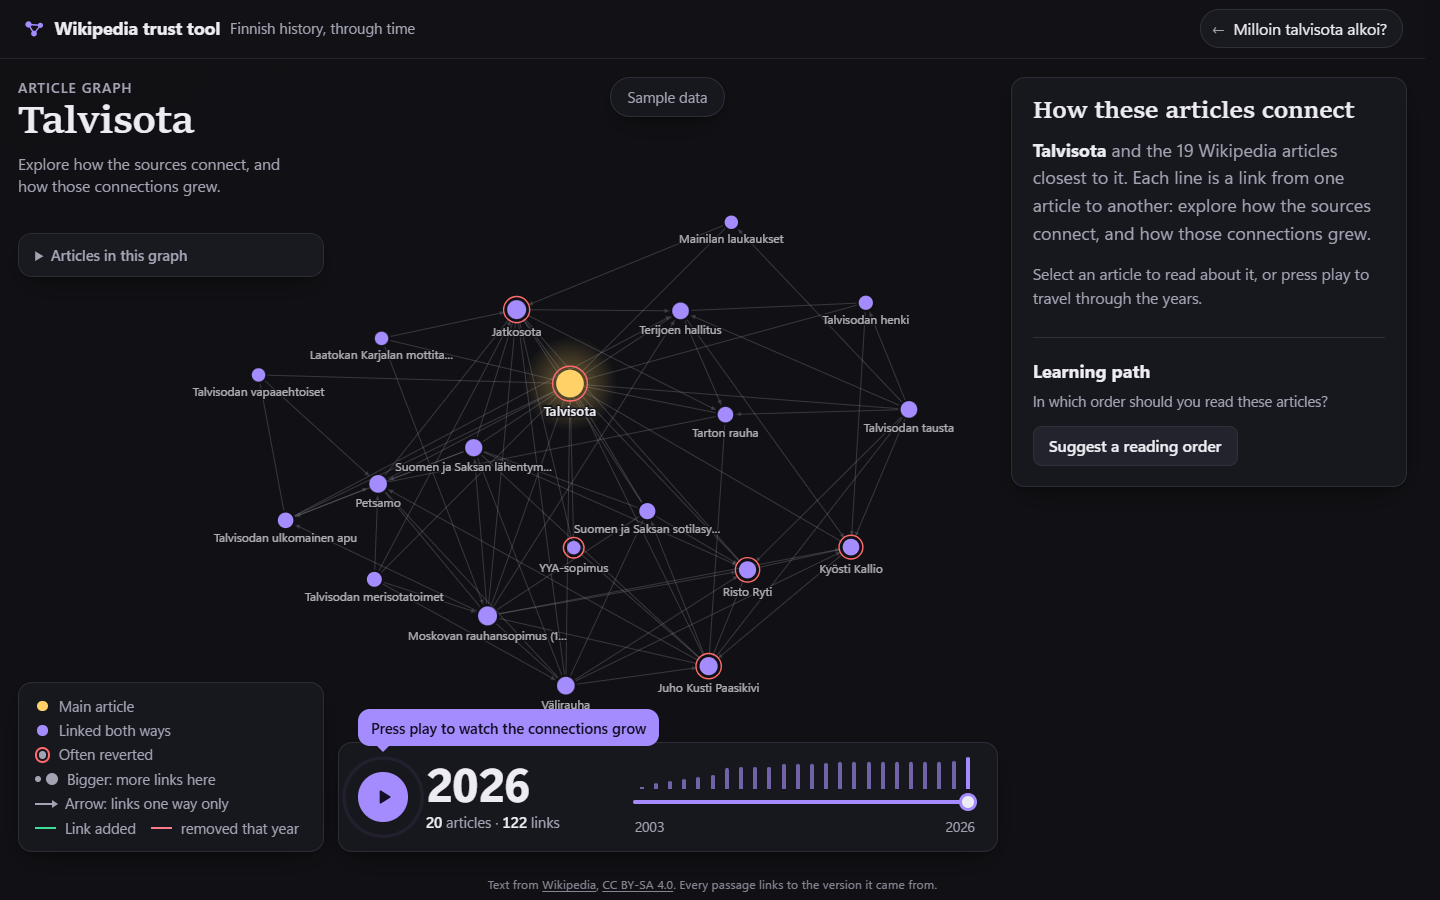 Wikipedia trust tool Finnish history, through time
← Milloin talvisota alkoi?
ARTICLE GRAPH
Talvisota
Explore how the sources connect, and
how those connections grew.
Articles in this graph
Sample data
Mainilan laukaukset
Jatkosota
Terijoen hallitus
Talvisodan henki
Laatokan Karjalan mottita...
Talvisodan vapaaehtoiset
Talvisota
Tarton rauha
Talvisodan tausta
Suomen ja Saksan lähentym...
Petsamo
Talvisodan ulkomainen apu
Suomen ja Saksan sotilasy...
YYA-sopimus
Kyösti Kallio
Risto Ryti
Talvisodan merisotatoimet
Moskovan rauhansopimus (1...
Juho Kusti Paasikivi
Välirauha
Main article
Linked both ways
Often reverted
Bigger: more links here
Arrow: links one way only
Link added removed that year
Press play to watch the connections grow
2026
20 articles · 122 links
2003 2026
How these articles connect
Talvisota and the 19 Wikipedia articles
closest to it. Each line is a link from one
article to another: explore how the sources
connect, and how those connections grew.
Select an article to read about it, or press play to
travel through the years.
Learning path
In which order should you read these articles?
Suggest a reading order
Text from Wikipedia, CC BY-SA 4.0. Every passage links to the version it came from.